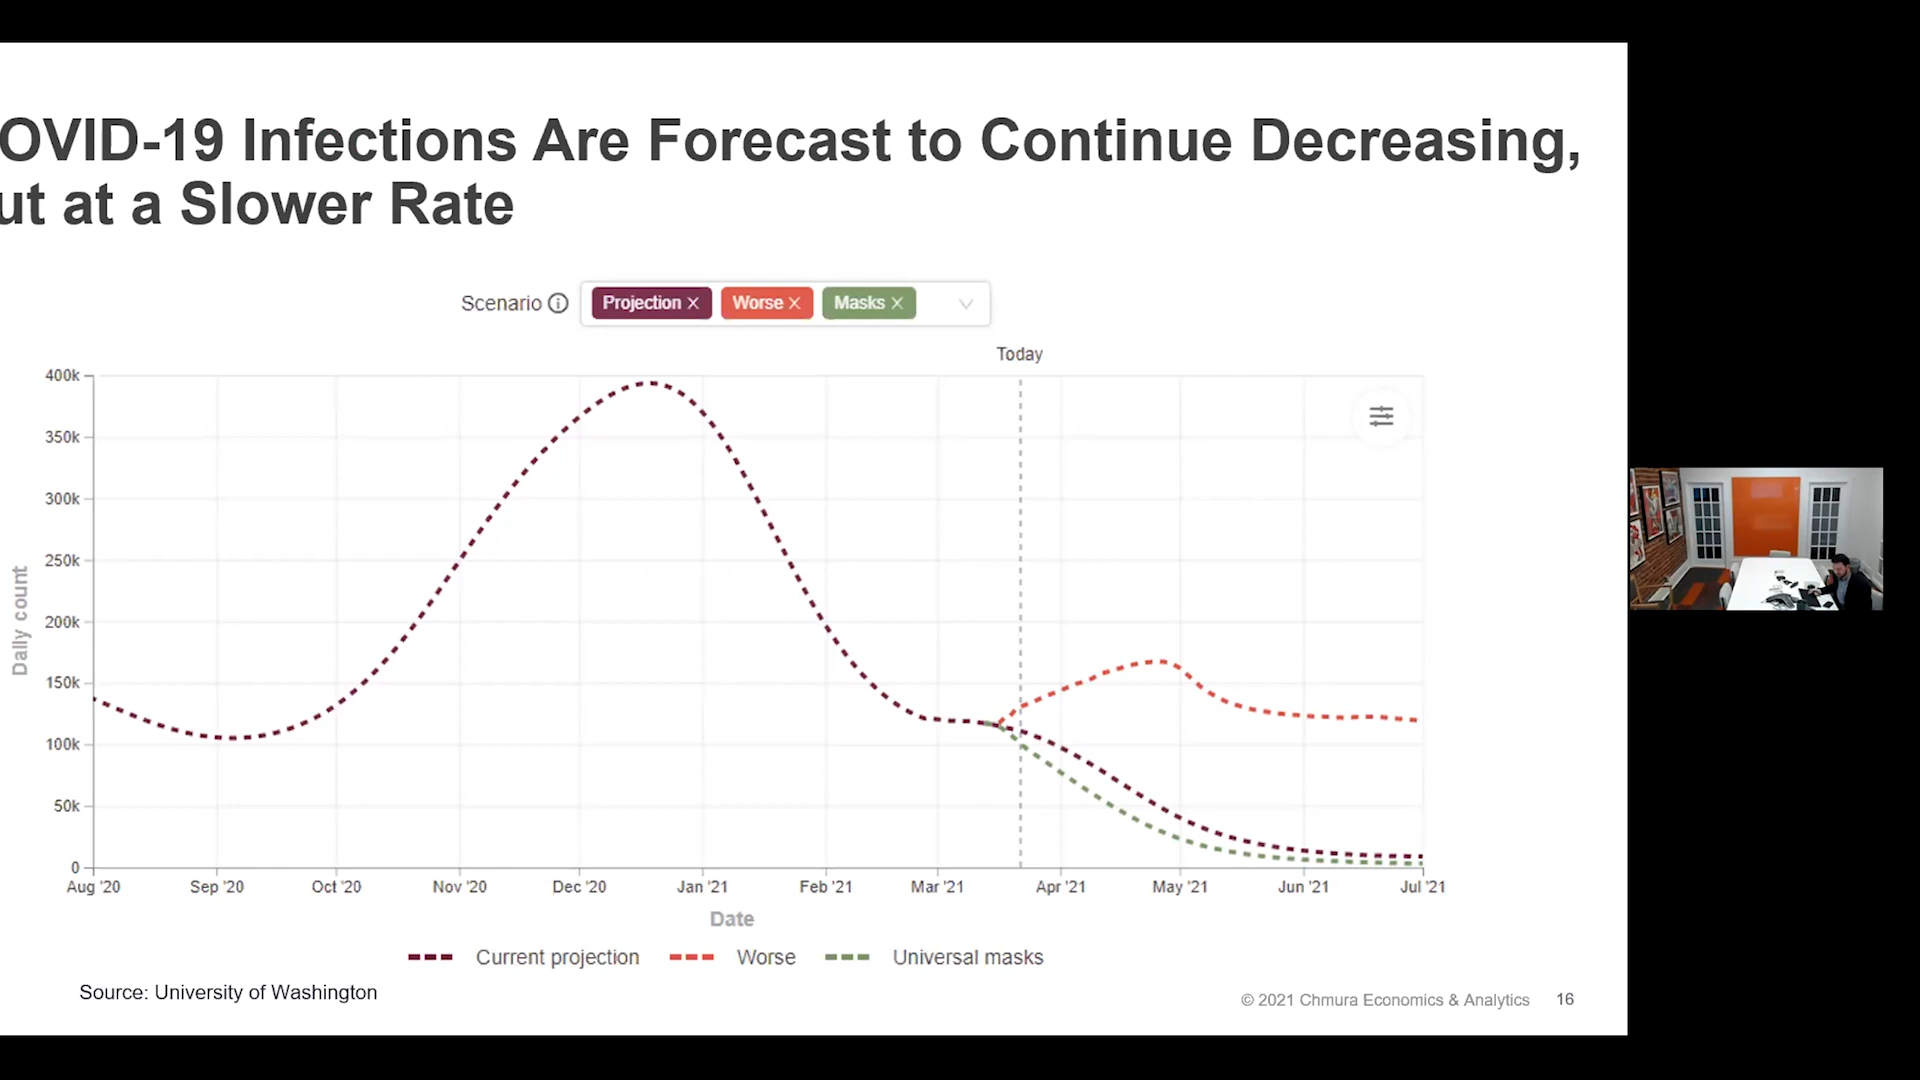 OVID-19 Infections Are Forecast to Continue Decreasing,
ut at a Slower Rate
Scenario
Projection
Worse
Masks
Today
400k
350k
300k
250k
200k
150k
100k
50k
0
Daily count
Aug '20 Sep '20 Oct '20 Nov '20 Dec '20 Jan '21 Feb '21 Mar '21 Apr '21 May '21 Jun '21 Jul '21
Date
Current projection Worse Universal masks
Source: University of Washington
© 2021 Chmura Economics & Analytics 16